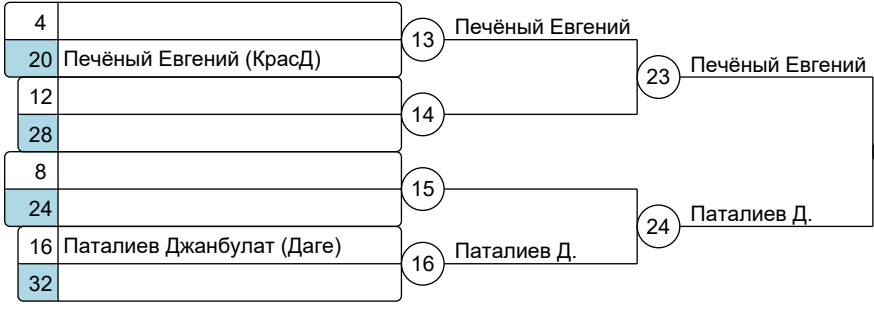 4
13
Печёный Евгений
20 Печёный Евгений (КрасД)
23
Печёный Евгений
12
14
28
8
15
24
24
Паталиев Д.
16 Паталиев Джанбулат (Даге)
16
Паталиев Д.
32